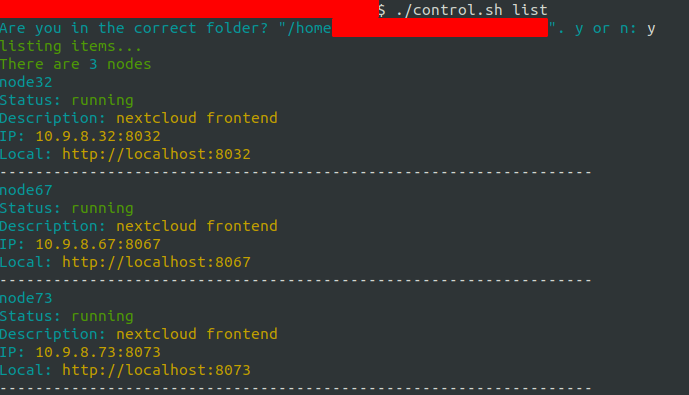 $ ./control.sh list
Are you in the correct folder? "/home ". y or n: y
listing items...
There are 3 nodes
node32
Status: running
Description: nextcloud frontend
IP: 10.9.8.32:8032
Local: http://localhost:8032
------------------------------------------------------------------
node67
Status: running
Description: nextcloud frontend
IP: 10.9.8.67:8067
Local: http://localhost:8067
------------------------------------------------------------------
node73
Status: running
Description: nextcloud frontend
IP: 10.9.8.73:8073
Local: http://localhost:8073
------------------------------------------------------------------